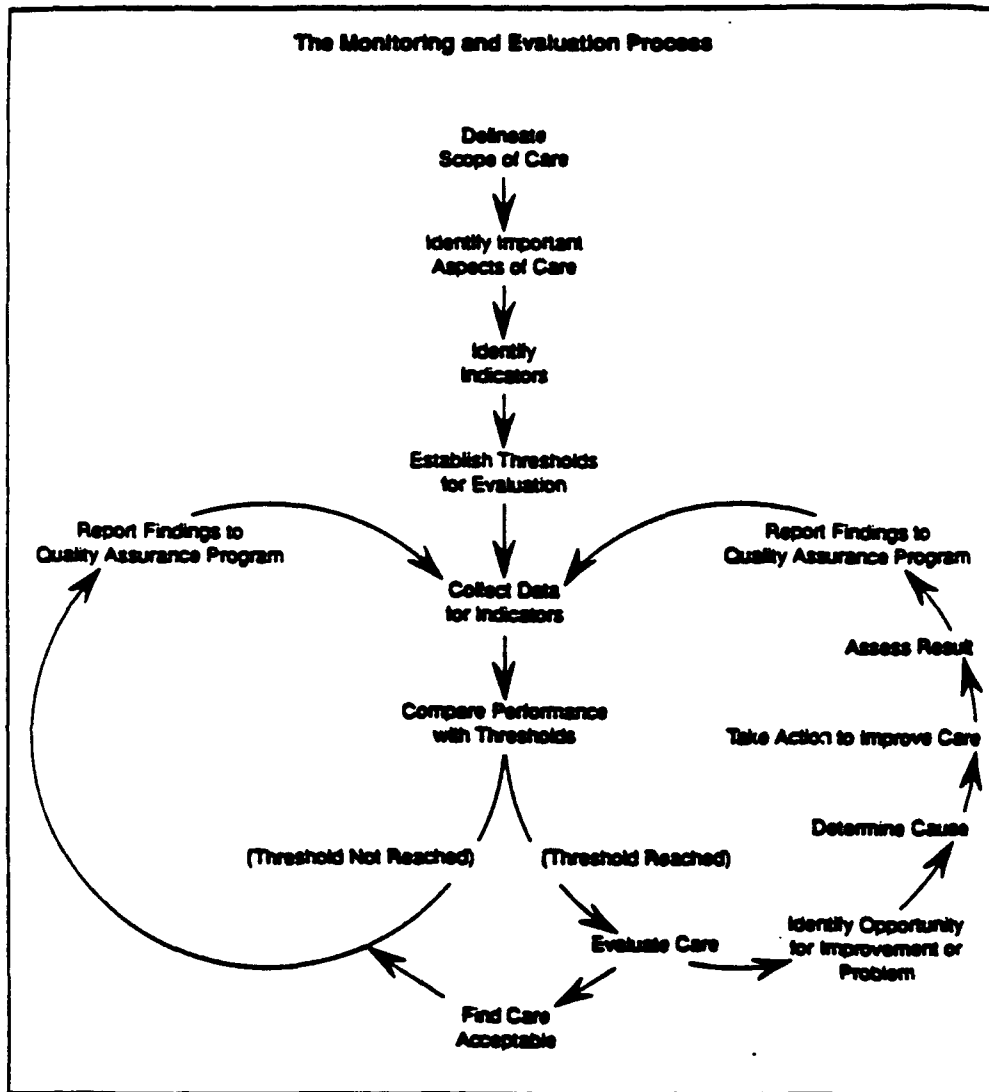 The Monitoring and Evaluation Process
Delineate
Scope of Care
Identify Important
Aspects of Care
Identify
Indicators
Establish Thresholds
for Evaluation
Report Findings to
Quality Assurance Program
Report Findings to
Quality Assurance Program
Collect Data
for Indicators
Assess Result
Compare Performance
with Thresholds
Take Action to Improve Care
Determine Cause
(Threshold Not Reached)
(Threshold Reached)
Evaluate Care
Identify Opportunity
for Improvement or
Problem
Find Care
Acceptable